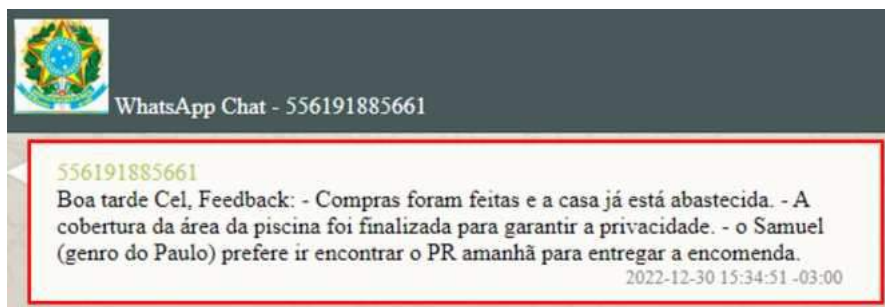 WhatsApp Chat - 556191885661
556191885661
Boa tarde Cel, Feedback: - Compras foram feitas e a casa já está abastecida. - A
cobertura da área da piscina foi finalizada para garantir a privacidade. - o Samuel
(genro do Paulo) prefere ir encontrar o PR amanhã para entregar a encomenda.
2022-12-30 15:34:51 -03:00